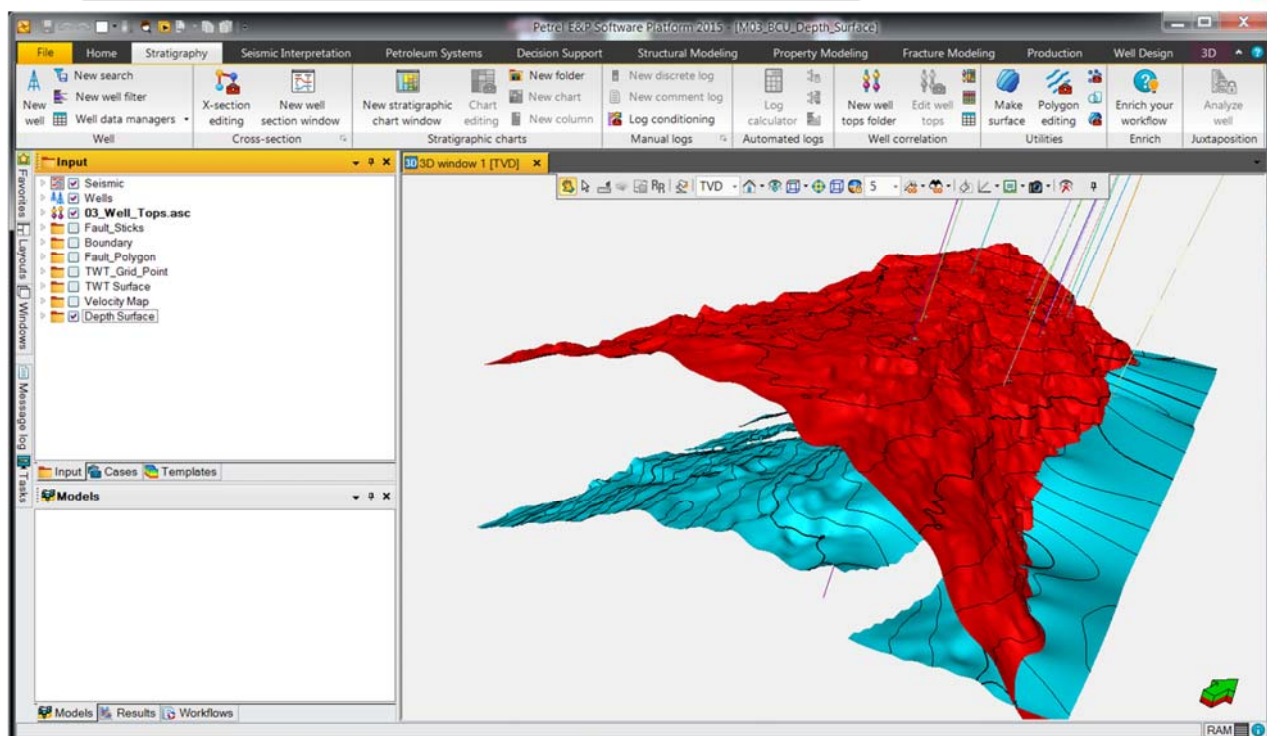 Petrel E&P Software Platform 2015 - [M03_BCU_Depth_Surface]
File Home Stratigraphy Seismic Interpretation Petroleum Systems Decision Support Structural Modeling Property Modeling Fracture Modeling Production Well Design 3D
New well
New search
New well filter
Well data managers
Well
X-section editing
New well section window
Cross-section
New stratigraphic chart window
Chart editing
New folder
New chart
New column
Stratigraphic charts
New discrete log
New comment log
Log conditioning
Manual logs
Log calculator
Automated logs
New well tops folder
Edit well tops
Well correlation
Make surface
Polygon editing
Utilities
Enrich your workflow
Enrich
Analyze well
Juxtaposition
Favorites
Layouts
Windows
Message log
Tasks
Input
Seismic
Wells
03_Well_Tops.asc
Fault_Sticks
Boundary
Fault_Polygon
TWT_Grid_Point
TWT Surface
Velocity Map
Depth Surface
Input Cases Templates
Models
Models Results Workflows
3D 3D window 1 [TVD]
TVD 5
RAM